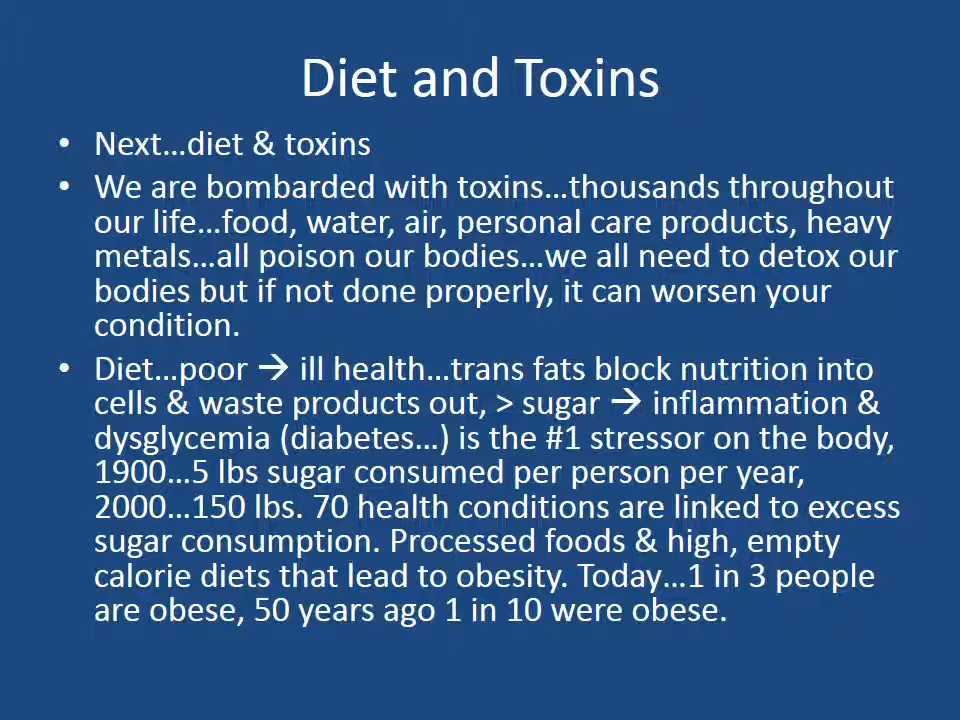 Diet and Toxins
• Next…diet & toxins
• We are bombarded with toxins…thousands throughout
our life…food, water, air, personal care products, heavy
metals…all poison our bodies…we all need to detox our
bodies but if not done properly, it can worsen your
condition.
• Diet…poor → ill health…trans fats block nutrition into
cells & waste products out, > sugar → inflammation &
dysglycemia (diabetes…) is the #1 stressor on the body,
1900…5 lbs sugar consumed per person per year,
2000…150 lbs. 70 health conditions are linked to excess
sugar consumption. Processed foods & high, empty
calorie diets that lead to obesity. Today…1 in 3 people
are obese, 50 years ago 1 in 10 were obese.